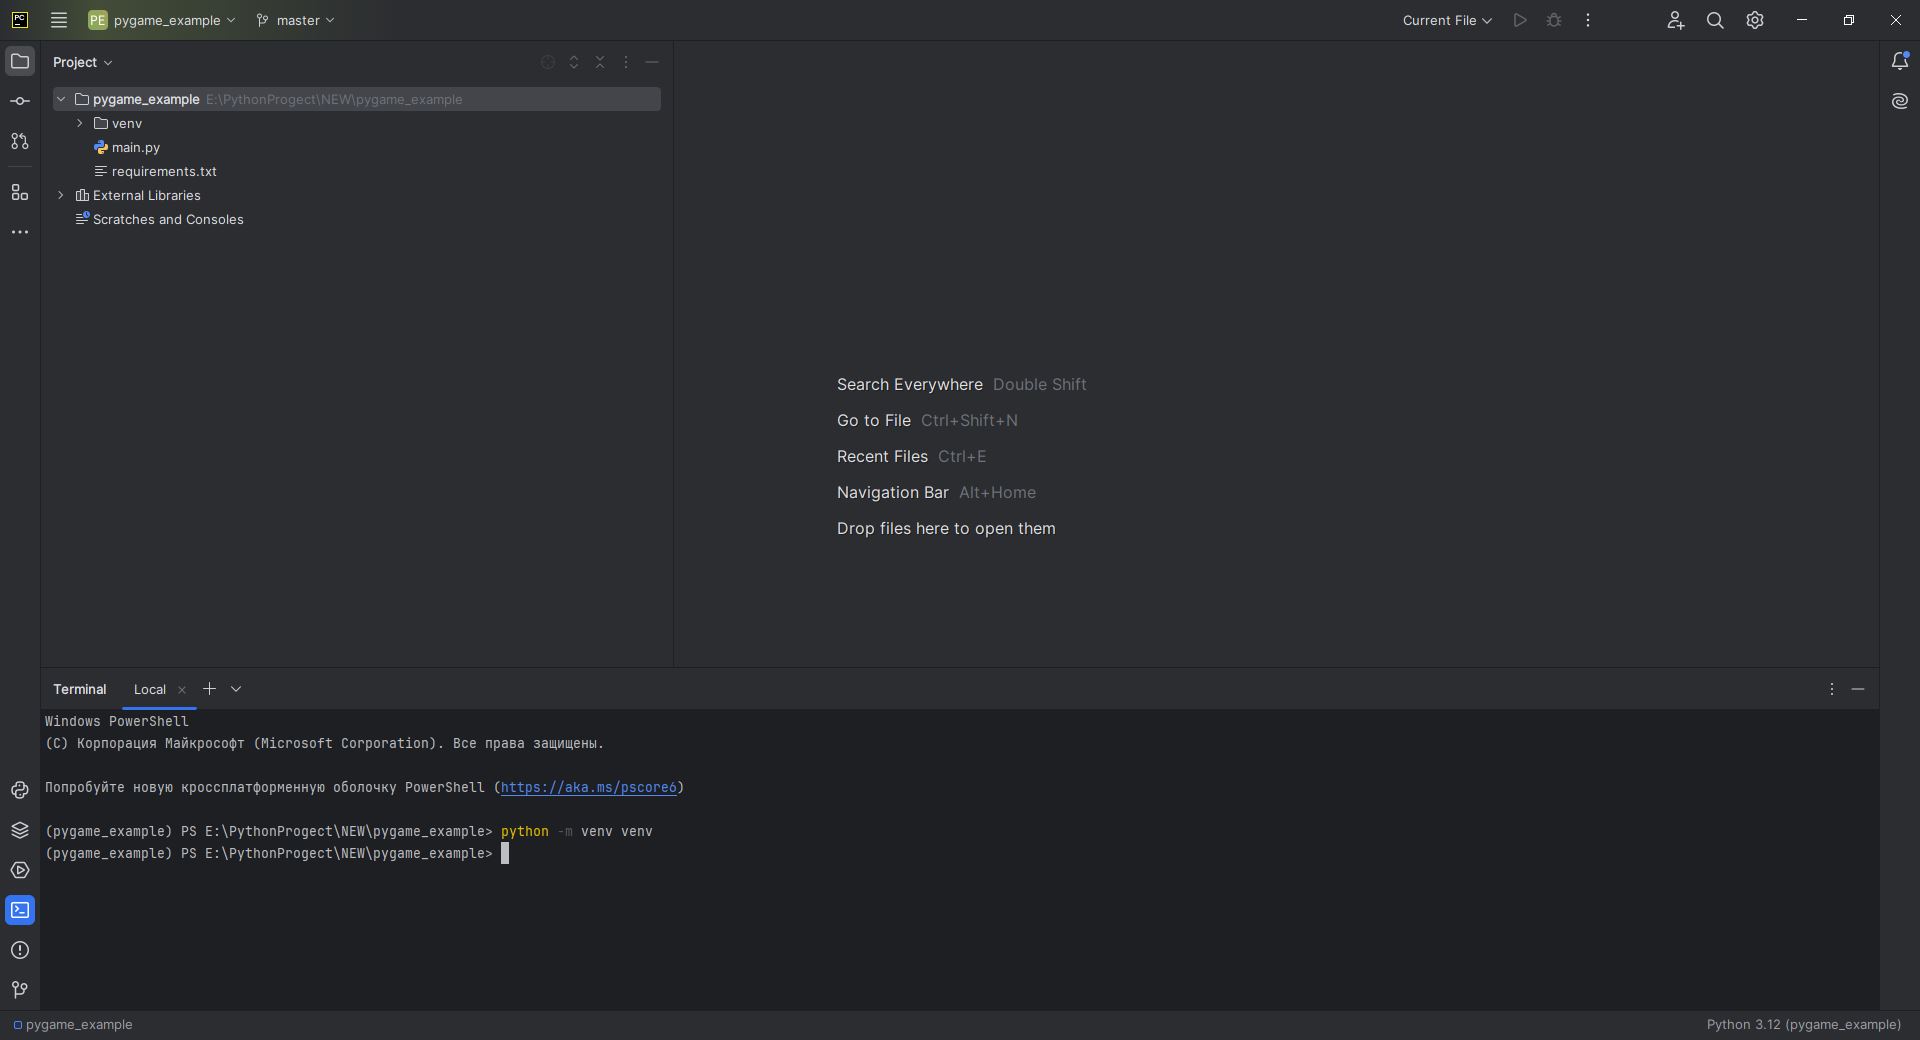 PC PE pygame_example master Current File
Project
pygame_example E:\PythonProgect\NEW\pygame_example
venv
main.py
requirements.txt
External Libraries
Scratches and Consoles
Search Everywhere Double Shift
Go to File Ctrl+Shift+N
Recent Files Ctrl+E
Navigation Bar Alt+Home
Drop files here to open them
Terminal Local
Windows PowerShell
(C) Корпорация Майкрософт (Microsoft Corporation). Все права защищены.
Попробуйте новую кроссплатформенную оболочку PowerShell (https://aka.ms/pscore6)
(pygame_example) PS E:\PythonProgect\NEW\pygame_example> python -m venv venv
(pygame_example) PS E:\PythonProgect\NEW\pygame_example>
pygame_example Python 3.12 (pygame_example)